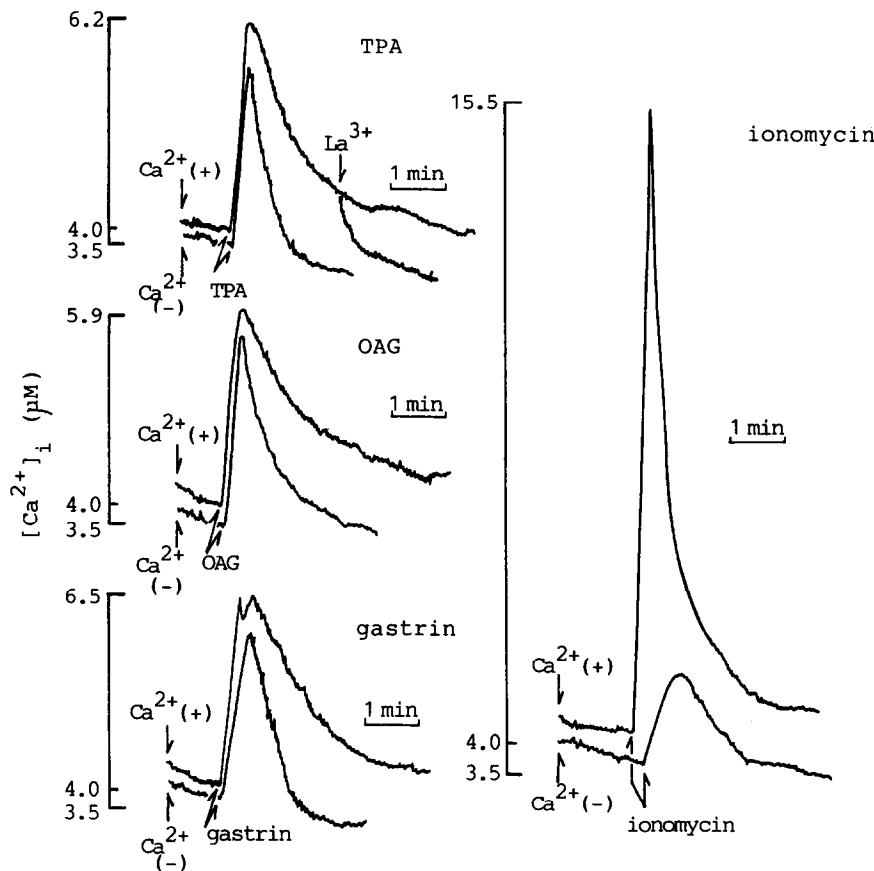 6.2
TPA
La3+
1 min
Ca2+(+)
4.0
3.5
Ca2+
(-)
TPA
5.9
OAG
1 min
Ca2+(+)
4.0
3.5
Ca2+
(-)
OAG
6.5
gastrin
1 min
Ca2+(+)
4.0
3.5
Ca2+
(-)
gastrin
[Ca2+]i (μM)
15.5
ionomycin
1 min
Ca2+(+)
4.0
3.5
Ca2+(-)
ionomycin